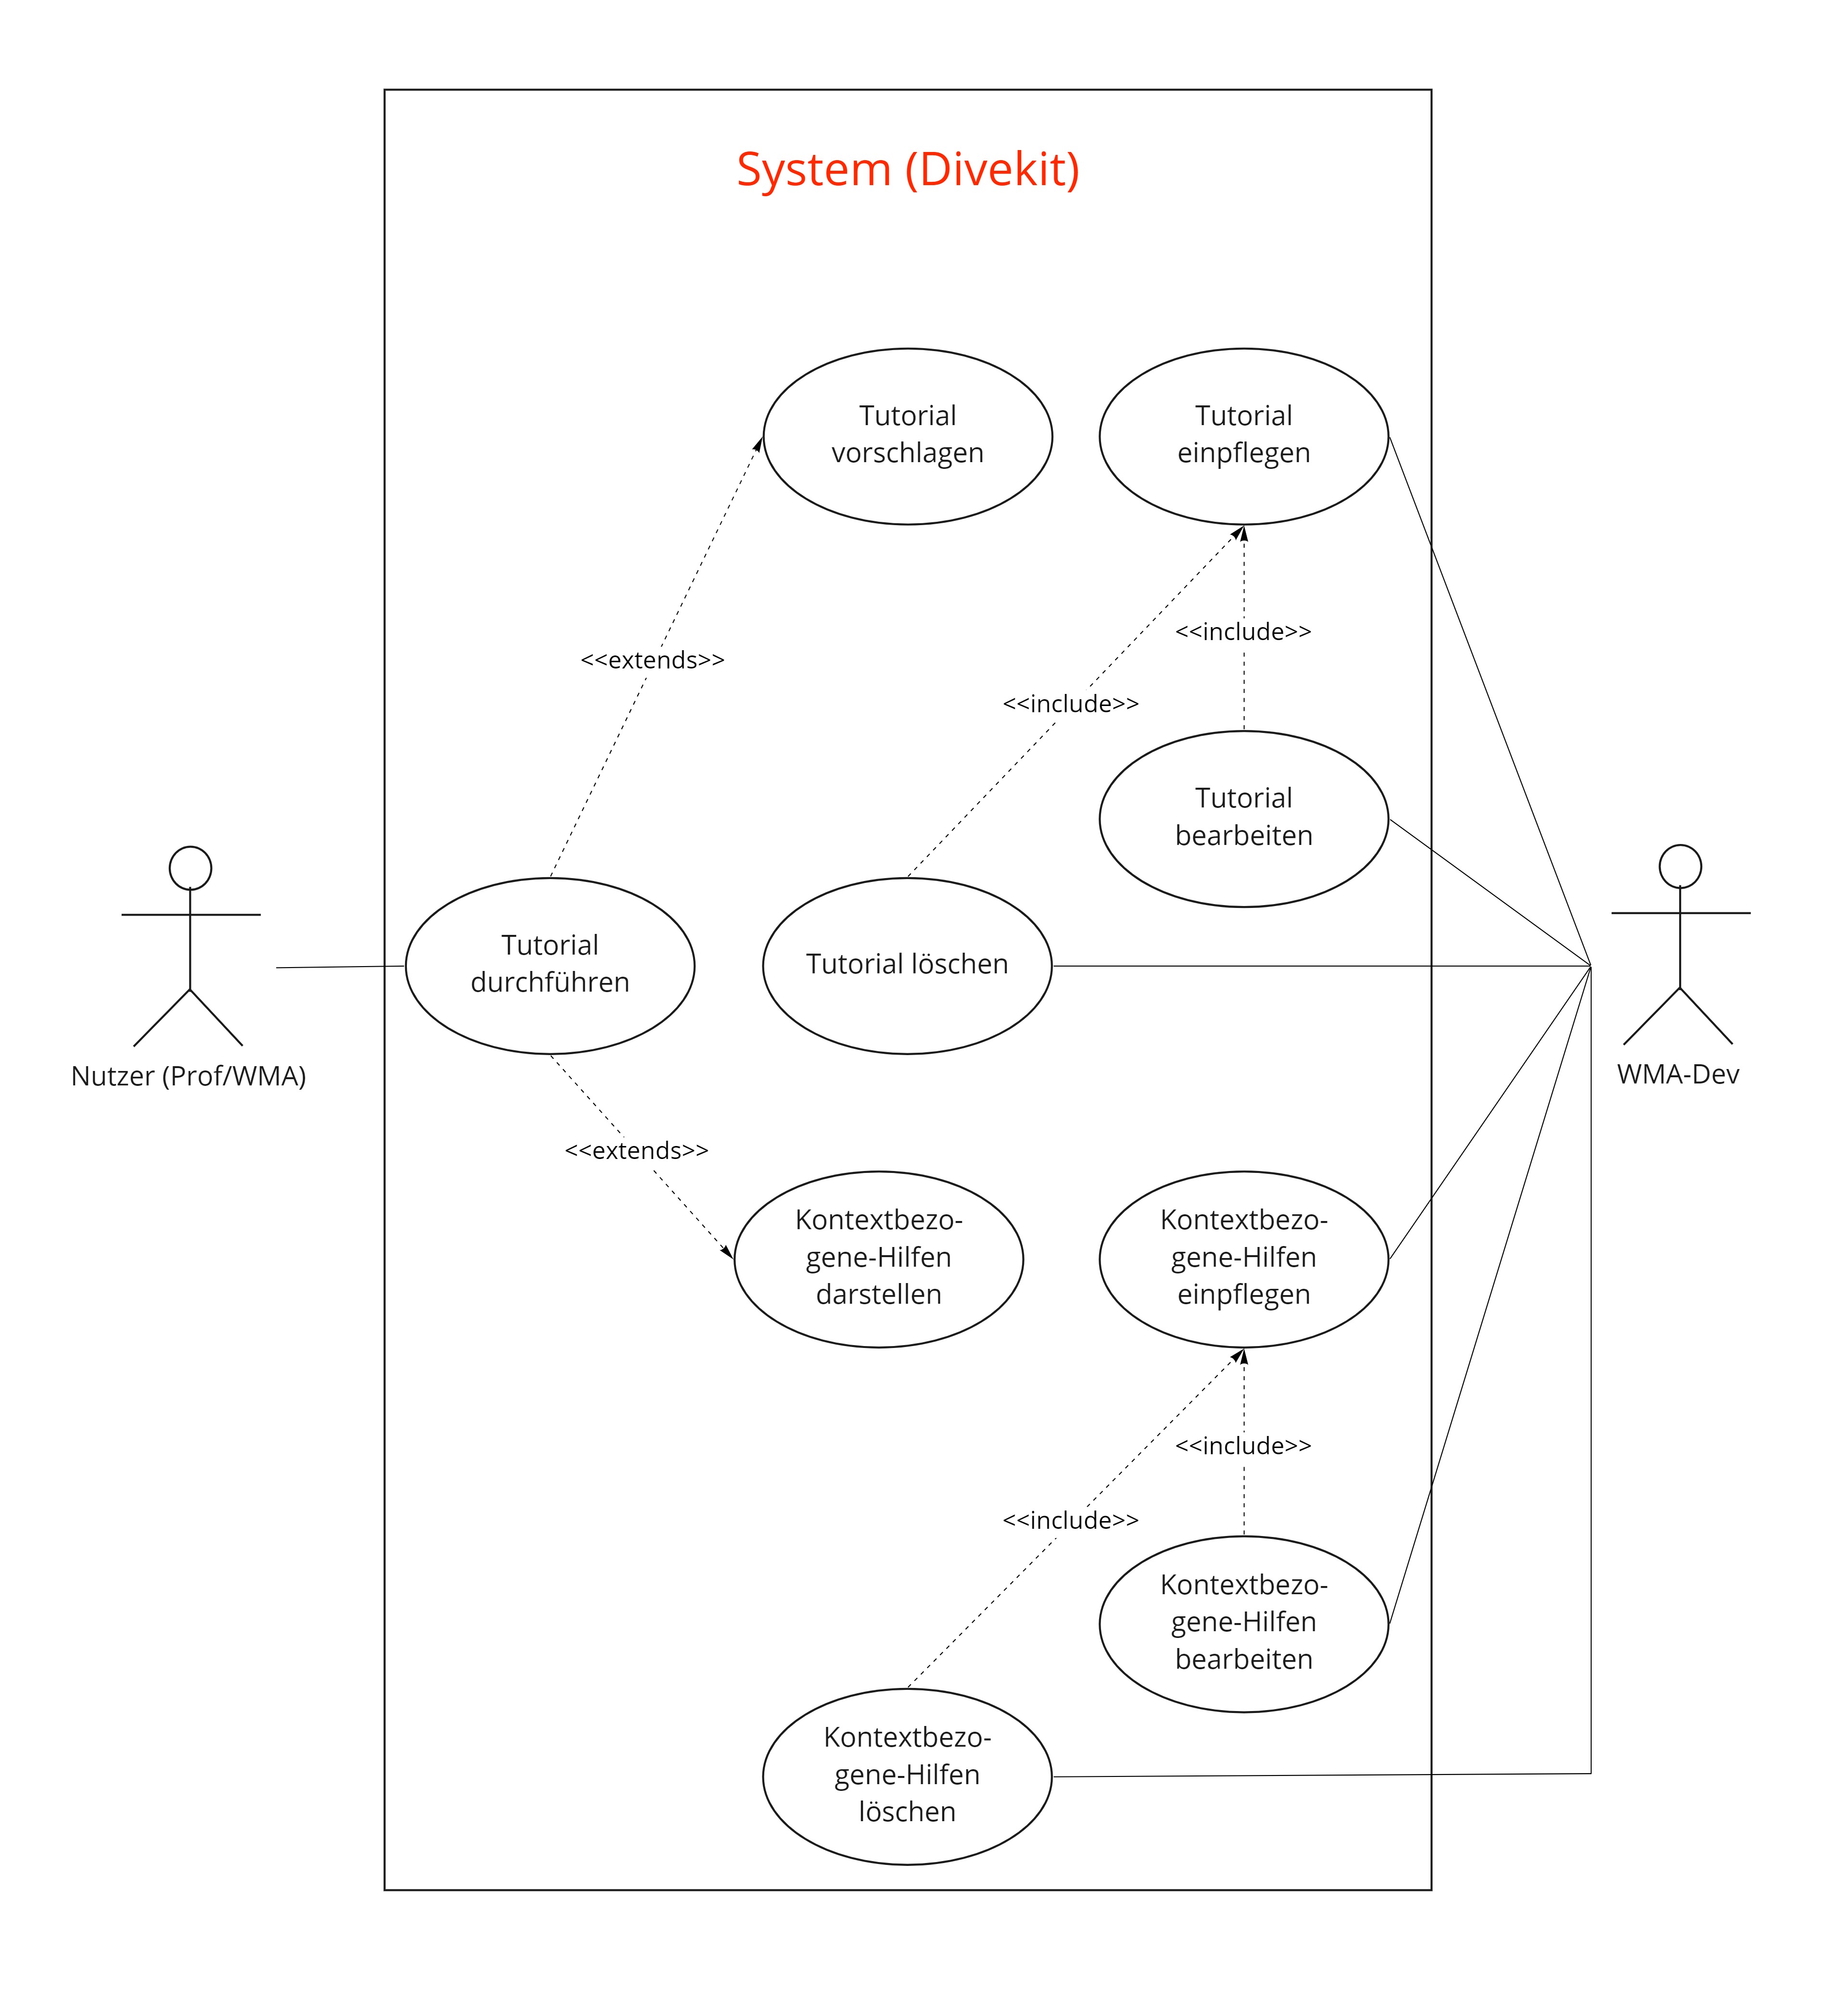 System (Divekit)
Tutorial
vorschlagen
Tutorial
einpflegen
<<include>>
<<extends>>
<<include>>
Tutorial
bearbeiten
Tutorial
durchführen
Tutorial löschen
Nutzer (Prof/WMA)
WMA-Dev
<<extends>>
Kontextbezo-
gene-Hilfen
darstellen
Kontextbezo-
gene-Hilfen
einpflegen
<<include>>
<<include>>
Kontextbezo-
gene-Hilfen
bearbeiten
Kontextbezo-
gene-Hilfen
löschen